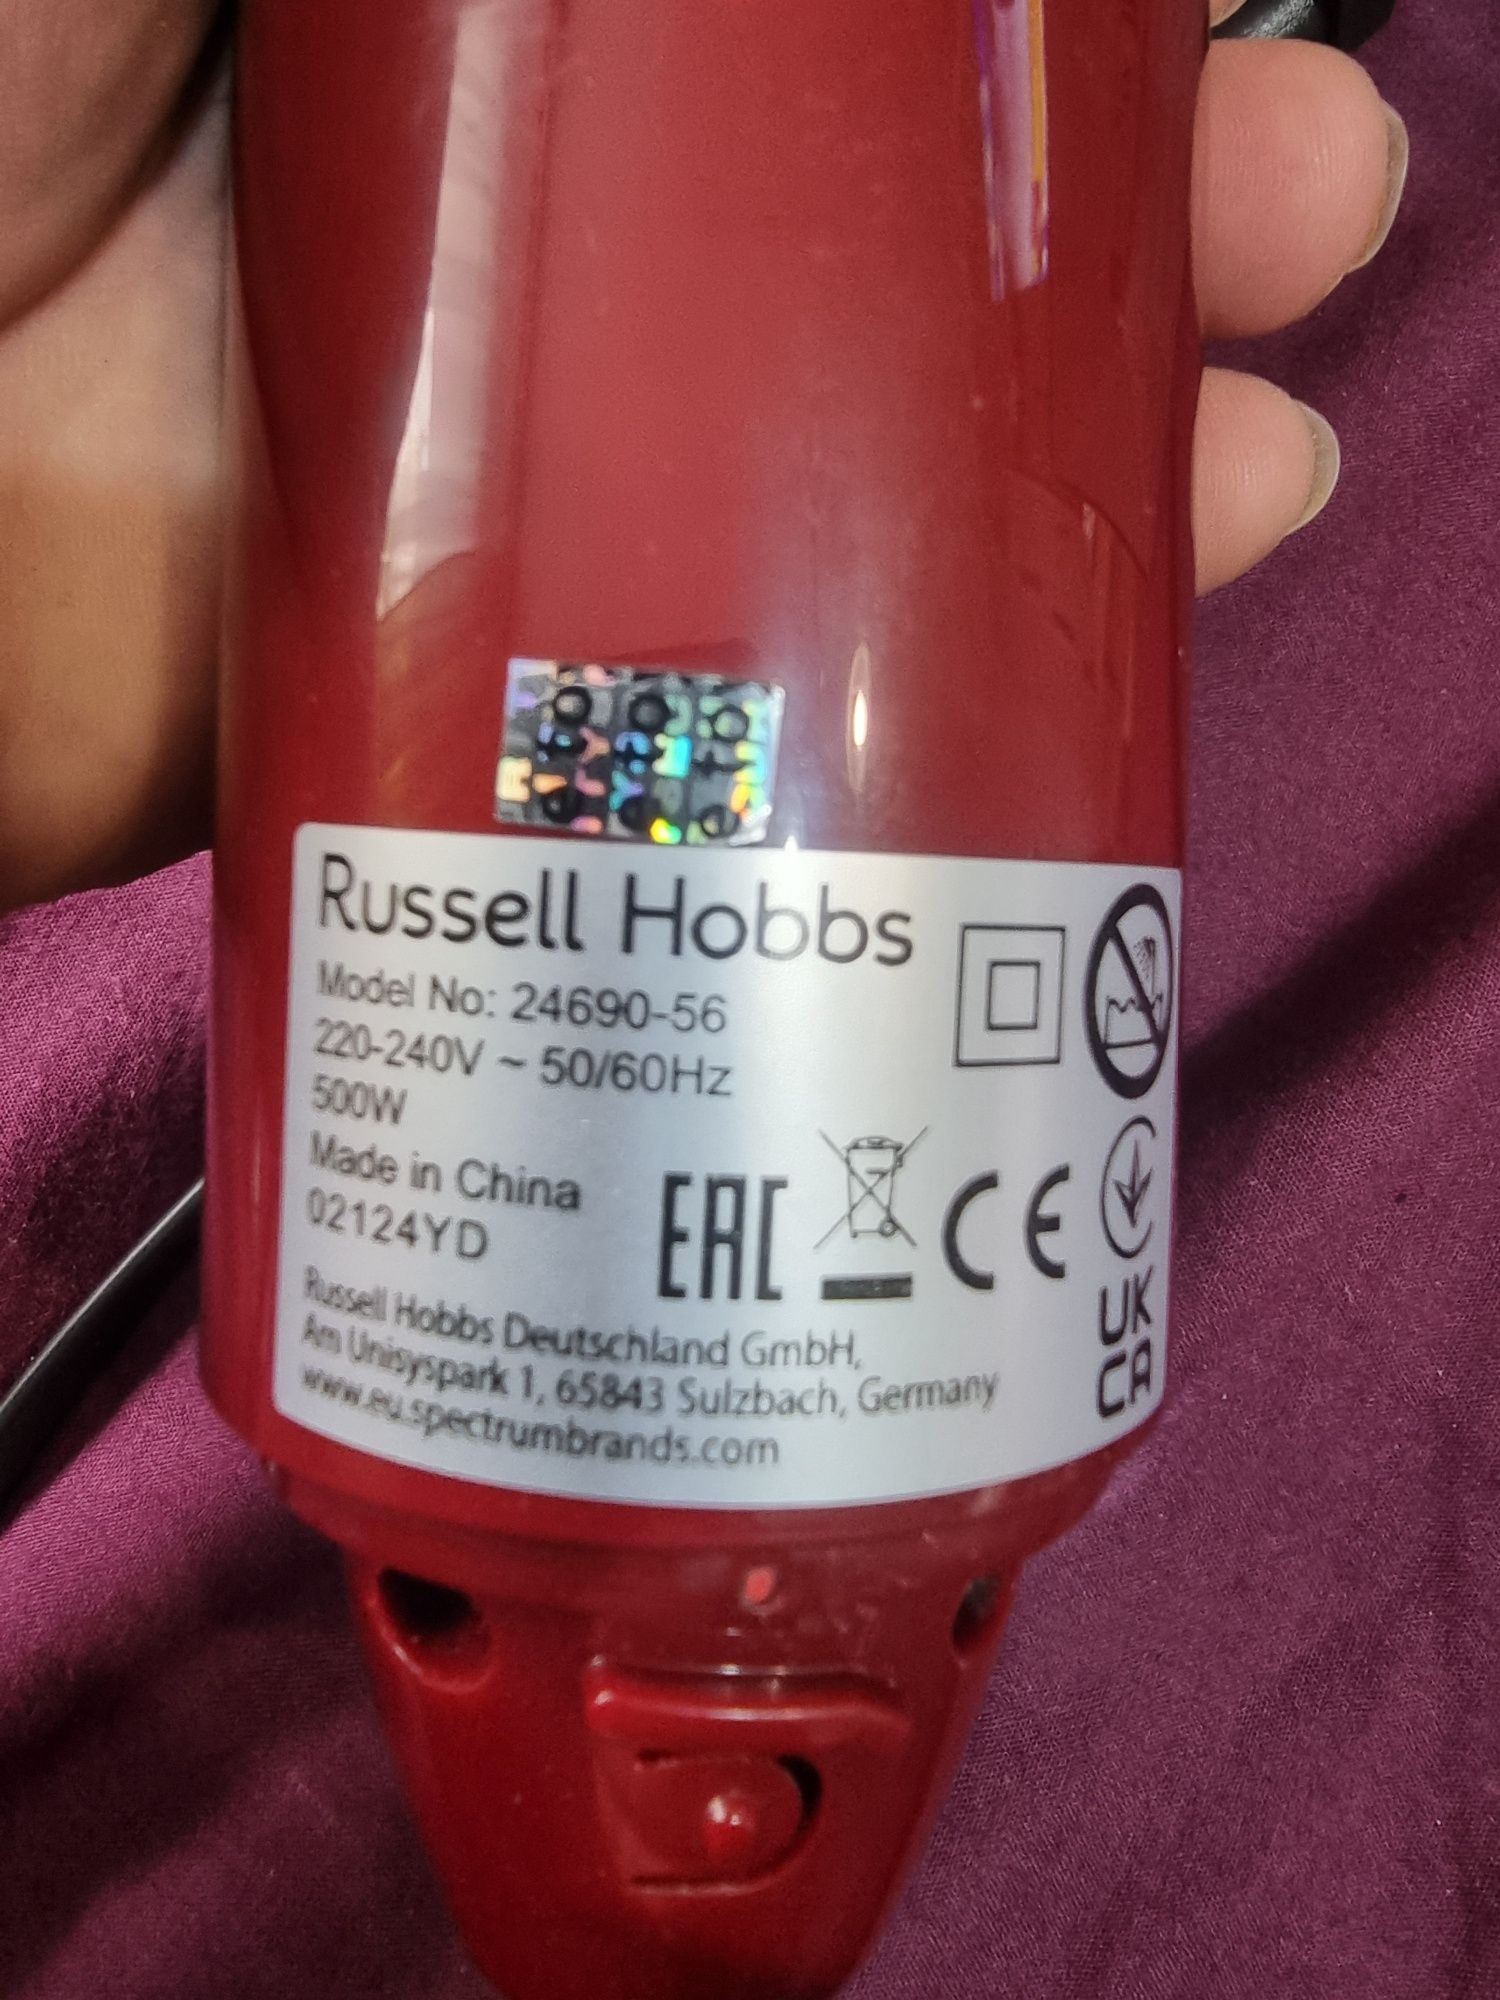 Russell Hobbs
Model No: 24690-56
220-240V ~ 50/60Hz
500W
Made in China
02124YD
EAC
CE
UK
CA
Russell Hobbs Deutschland GmbH,
Am Unisyspark 1, 65843 Sulzbach, Germany
www.eu.spectrumbrands.com